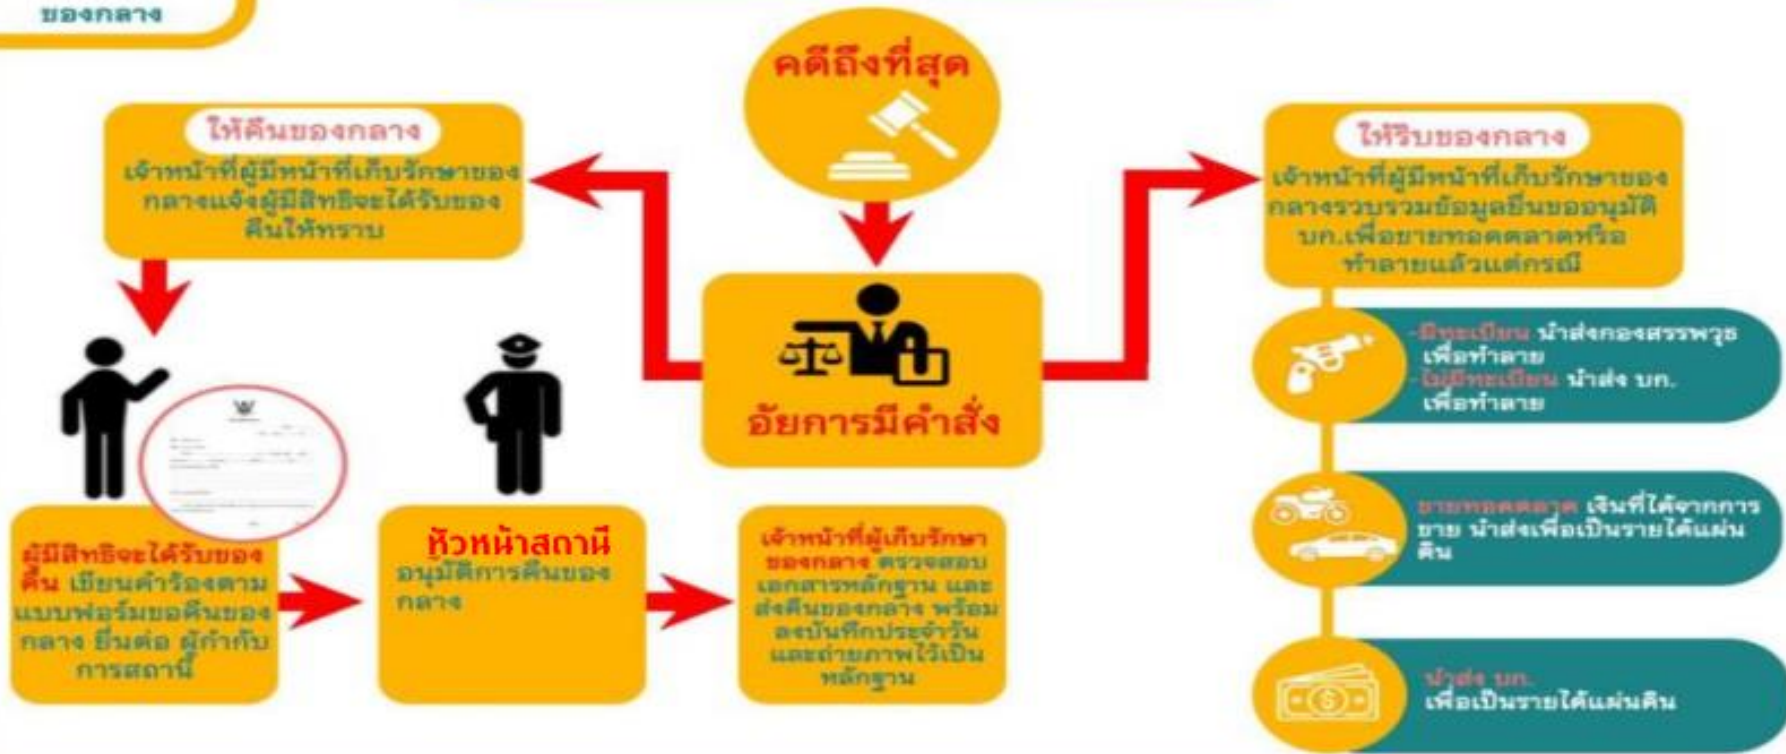 ของกลาง
คดีถึงที่สุด
ให้คืนของกลาง
เจ้าหน้าที่ผู้มีหน้าที่เก็บรักษาของ
กลางแจ้งผู้มีสิทธิจะได้รับของ
คืนให้ทราบ
ให้ริบของกลาง
เจ้าหน้าที่ผู้มีหน้าที่เก็บรักษาของ
กลางรวบรวมข้อมูลยื่นขออนุมัติ
บก.เพื่อขายทอดตลาดหรือ
ทำลายแล้วแต่กรณี
อัยการมีคำสั่ง
-มีทะเบียน นำส่งกองสรรพาวุธ
เพื่อทำลาย
-ไม่มีทะเบียน นำส่ง บก.
เพื่อทำลาย
ขายทอดตลาด เงินที่ได้จากการ
ขาย นำส่งเพื่อเป็นรายได้แผ่น
ดิน
นำส่ง บก.
เพื่อเป็นรายได้แผ่นดิน
ผู้มีสิทธิจะได้รับของ
คืน เขียนคำร้องตาม
แบบฟอร์มขอคืนของ
กลาง ยื่นต่อ ผู้กำกับ
การสถานี
หัวหน้าสถานี
อนุมัติการคืนของ
กลาง
เจ้าหน้าที่ผู้เก็บรักษา
ของกลาง ตรวจสอบ
เอกสารหลักฐาน และ
ส่งคืนของกลาง พร้อม
ลงบันทึกประจำวัน
และถ่ายภาพไว้เป็น
หลักฐาน